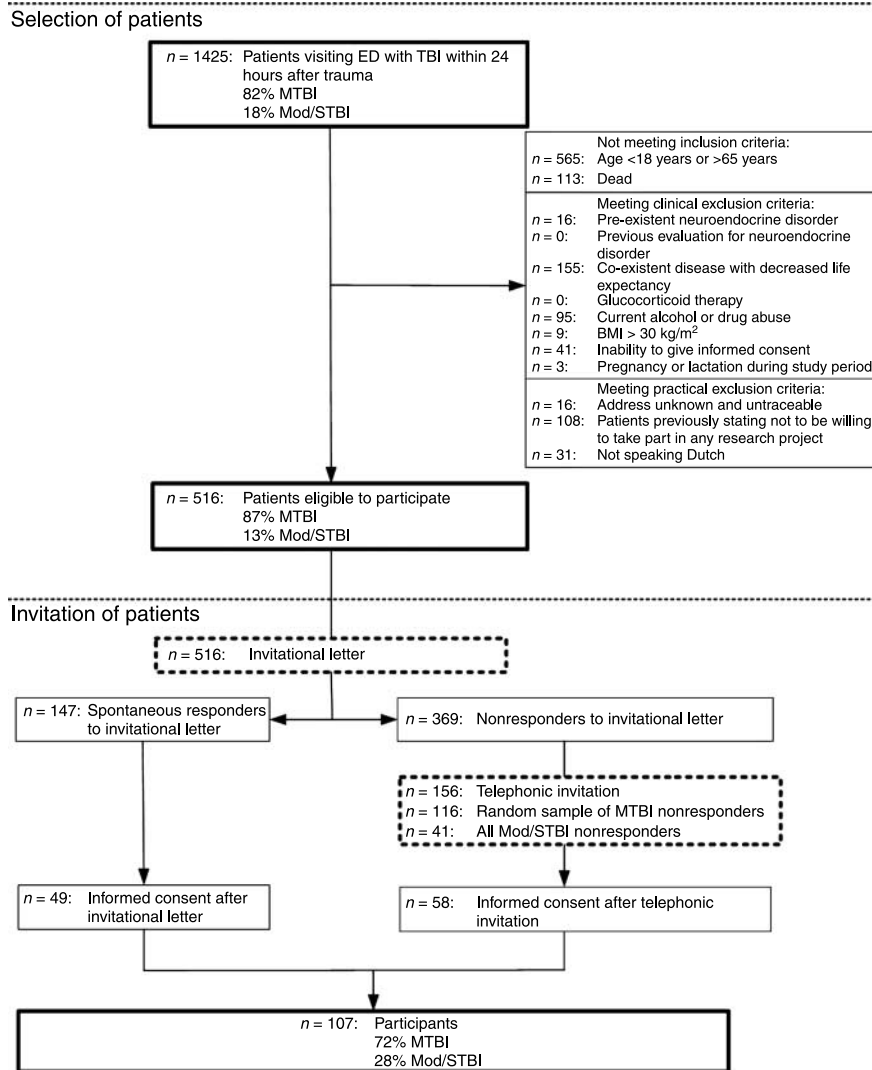 Selection of patients
n = 1425: Patients visiting ED with TBI within 24
hours after trauma
82% MTBI
18% Mod/STBI
Not meeting inclusion criteria:
n = 565: Age <18 years or >65 years
n = 113: Dead
Meeting clinical exclusion criteria:
n = 16: Pre-existent neuroendocrine disorder
n = 0: Previous evaluation for neuroendocrine
disorder
n = 155: Co-existent disease with decreased life
expectancy
n = 0: Glucocorticoid therapy
n = 95: Current alcohol or drug abuse
n = 9: BMI > 30 kg/m²
n = 41: Inability to give informed consent
n = 3: Pregnancy or lactation during study period
Meeting practical exclusion criteria:
n = 16: Address unknown and untraceable
n = 108: Patients previously stating not to be willing
to take part in any research project
n = 31: Not speaking Dutch
n = 516: Patients eligible to participate
87% MTBI
13% Mod/STBI
Invitation of patients
n = 516: Invitational letter
n = 147: Spontaneous responders
to invitational letter
n = 369: Nonresponders to invitational letter
n = 156: Telephonic invitation
n = 116: Random sample of MTBI nonresponders
n = 41: All Mod/STBI nonresponders
n = 49: Informed consent after
invitational letter
n = 58: Informed consent after telephonic
invitation
n = 107: Participants
72% MTBI
28% Mod/STBI